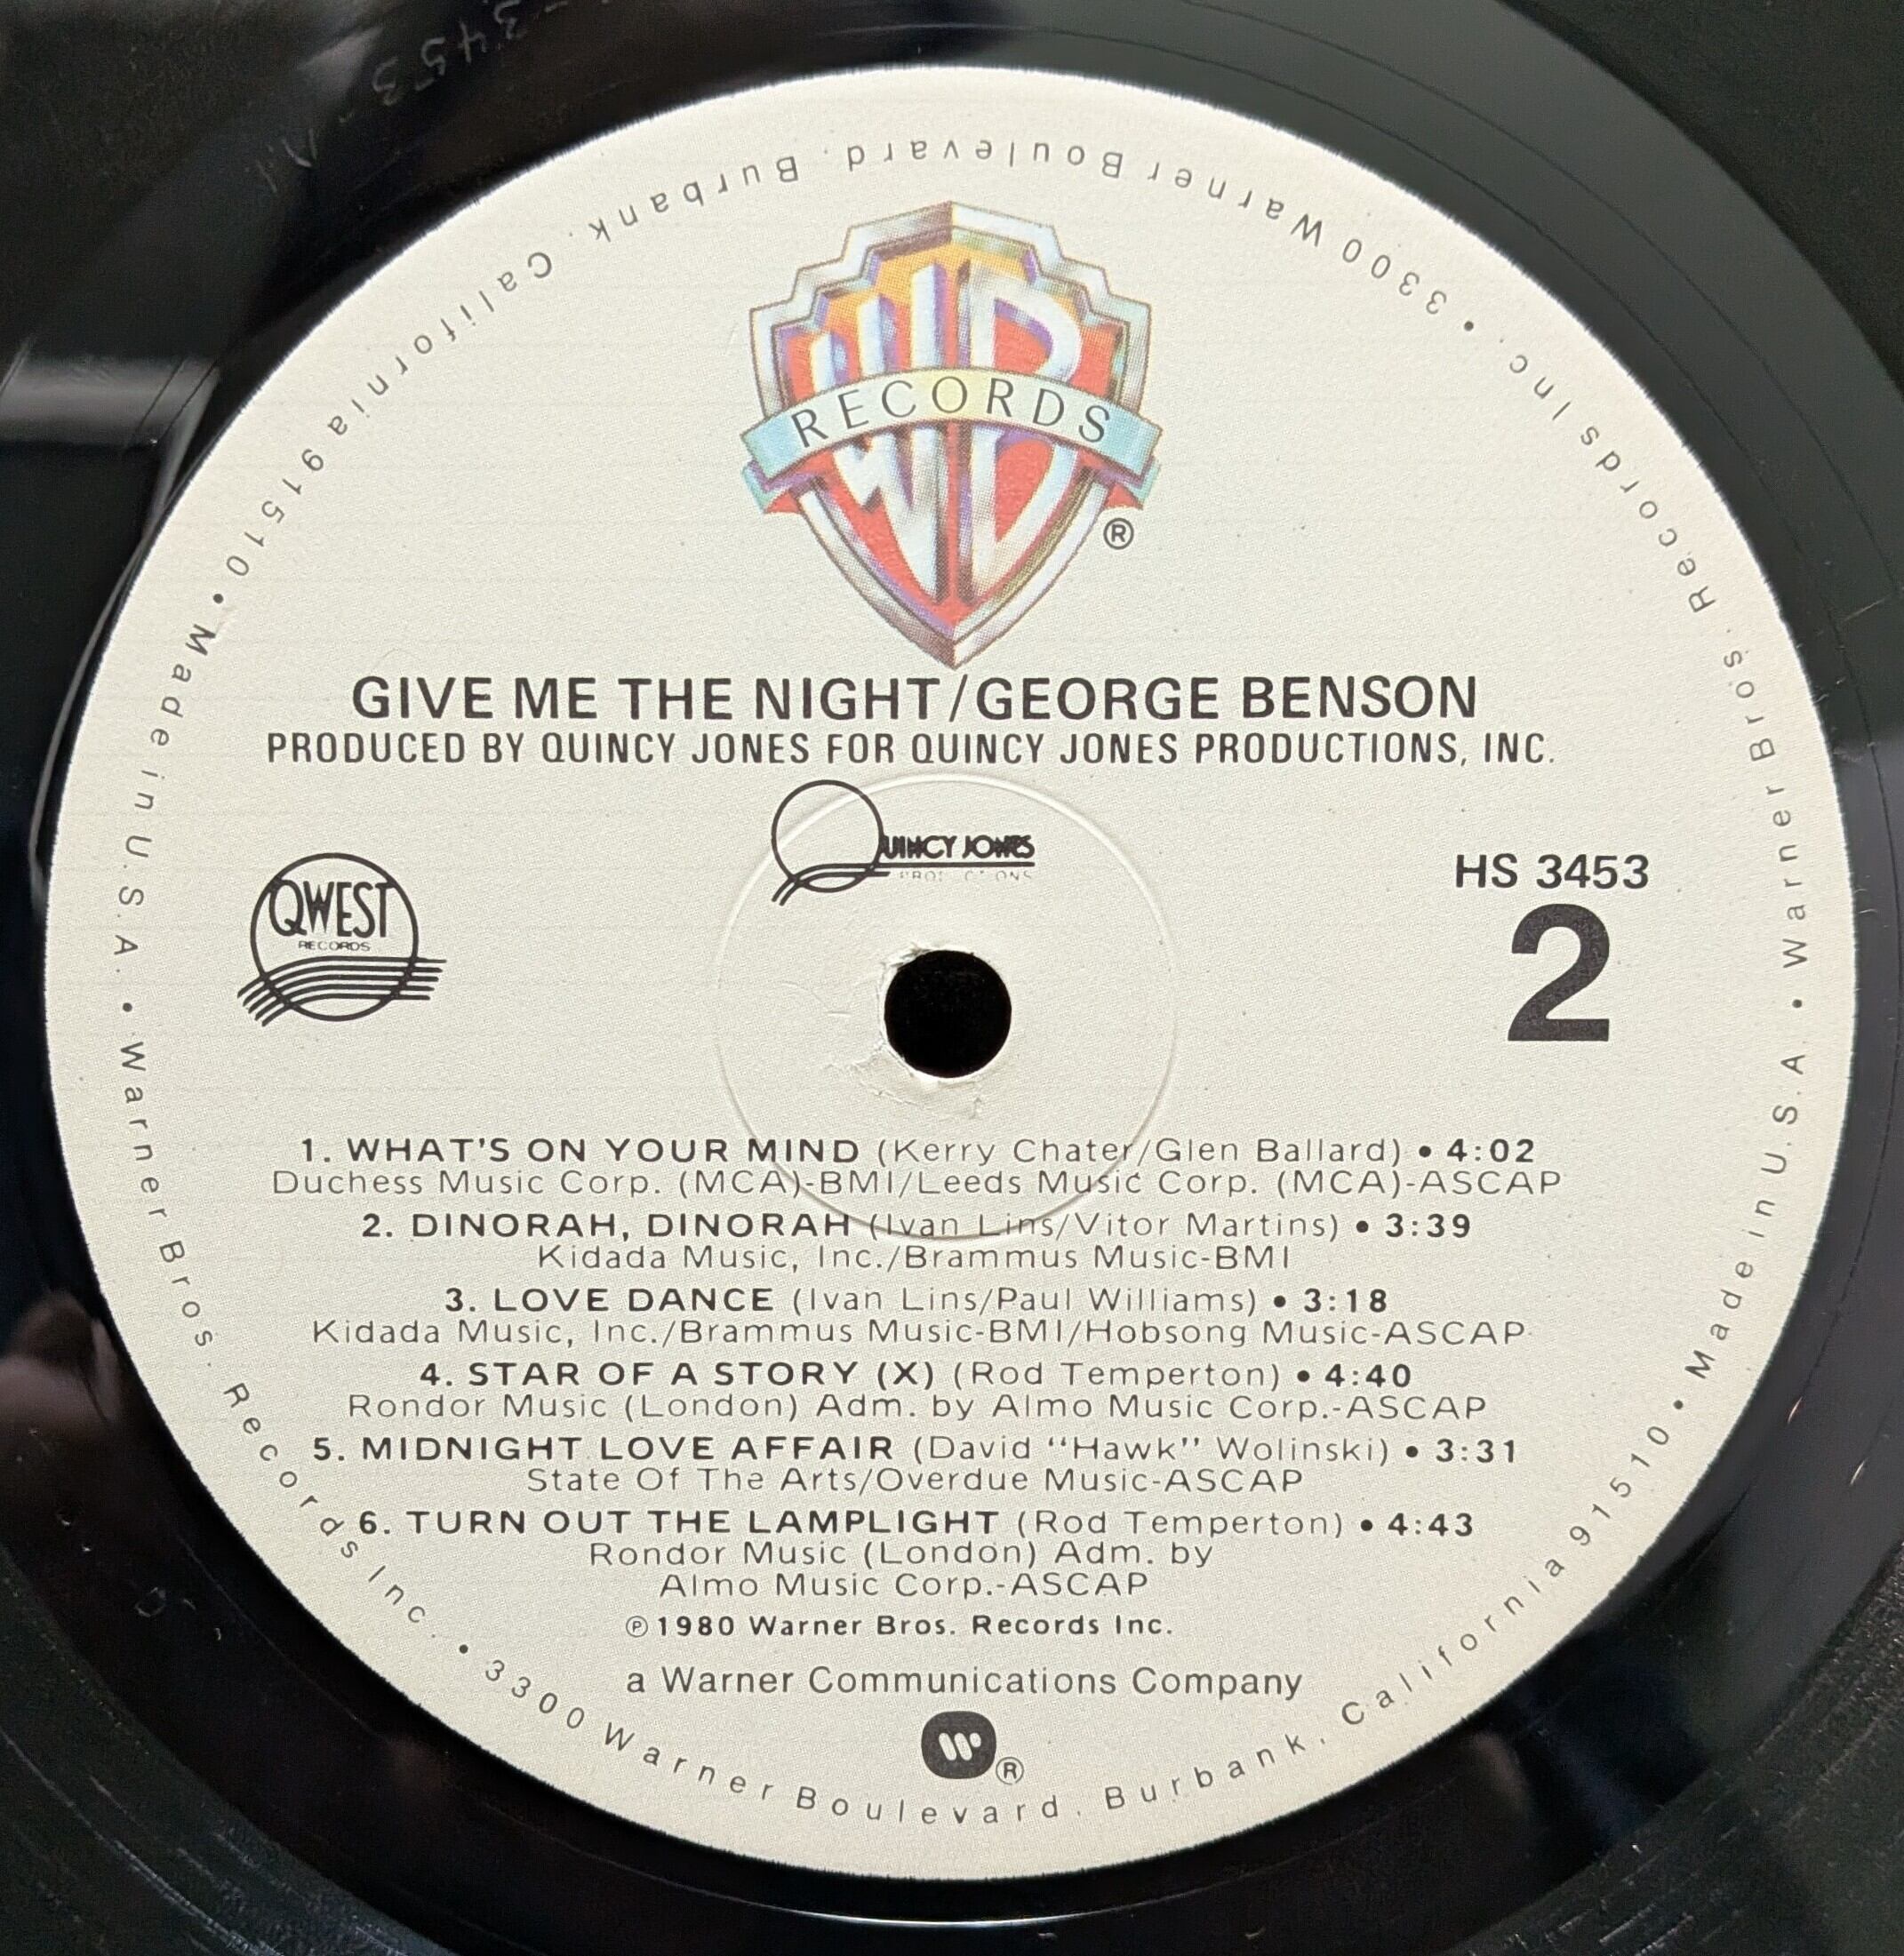 3453
WB
RECORDS
®
GIVE ME THE NIGHT/GEORGE BENSON
PRODUCED BY QUINCY JONES FOR QUINCY JONES PRODUCTIONS, INC.
QUINCY JONES
PRODUCTIONS
QWEST
RECORDS
HS 3453
2
1. WHAT'S ON YOUR MIND (Kerry Chater/Glen Ballard) • 4:02
Duchess Music Corp. (MCA)-BMI/Leeds Music Corp. (MCA)-ASCAP
2. DINORAH, DINORAH (Ivan Lins/Vitor Martins) • 3:39
Kidada Music, Inc./Brammus Music-BMI
3. LOVE DANCE (Ivan Lins/Paul Williams) • 3:18
Kidada Music, Inc./Brammus Music-BMI/Hobsong Music-ASCAP
4. STAR OF A STORY (X) (Rod Temperton) • 4:40
Rondor Music (London) Adm. by Almo Music Corp.-ASCAP
5. MIDNIGHT LOVE AFFAIR (David "Hawk" Wolinski) • 3:31
State Of The Arts/Overdue Music-ASCAP
6. TURN OUT THE LAMPLIGHT (Rod Temperton) • 4:43
Rondor Music (London) Adm. by
Almo Music Corp.-ASCAP
℗1980 Warner Bros. Records Inc.
a Warner Communications Company
W®
Warner Bros. Records Inc. • 3300 Warner Boulevard. Burbank. California 91510 • Made in U.S.A. •
Warner Bros. Records Inc. • 3300 Warner Boulevard. Burbank. California 91510 • Made in U.S.A. •